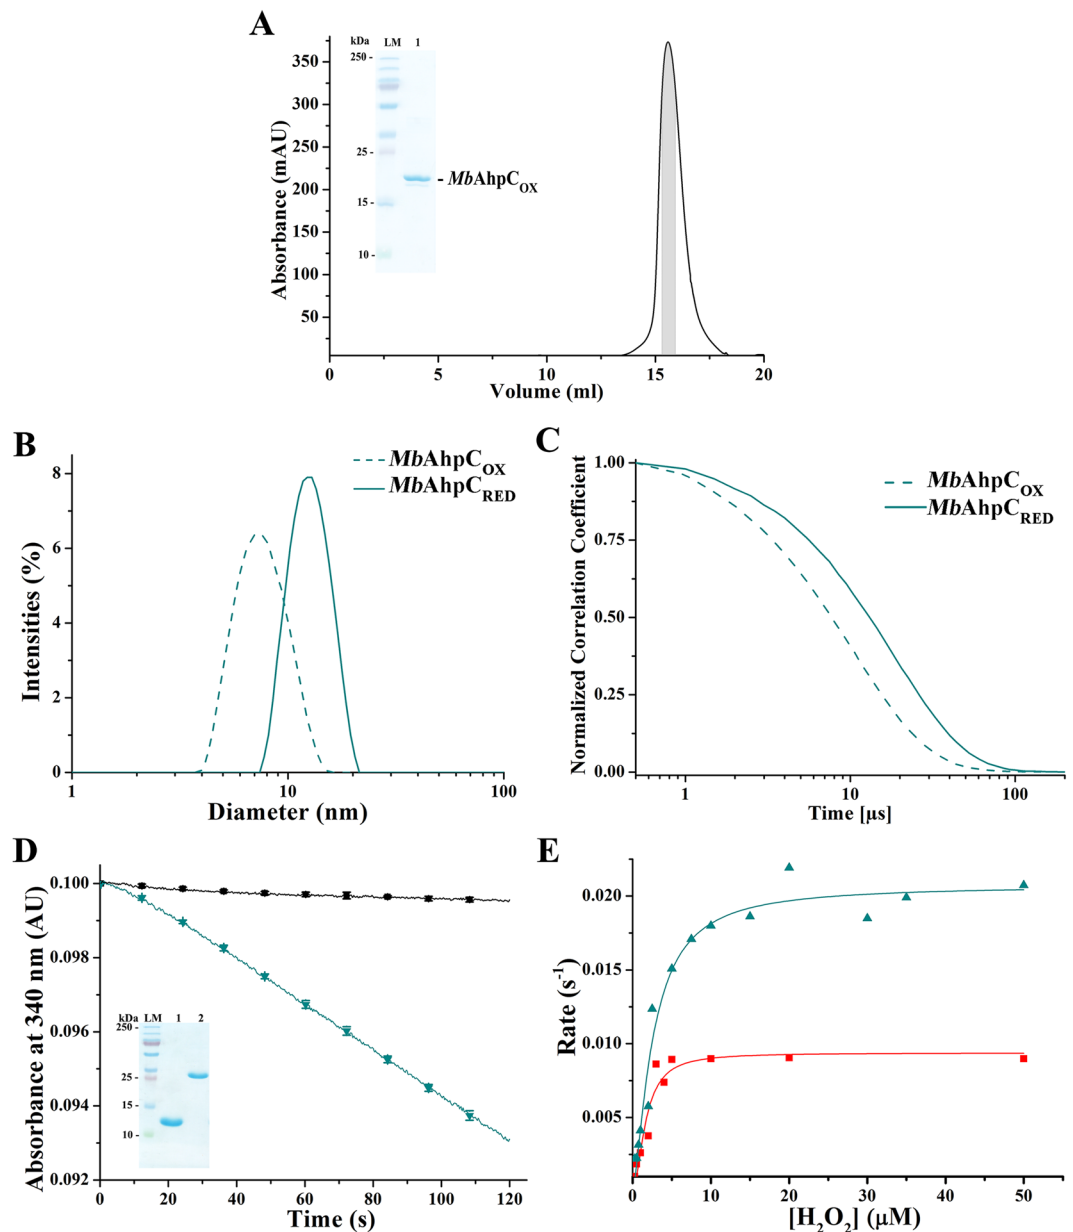 A
kDa LM 1
250 -
25 -
15 -
10 -
- MbAhpCOX
Absorbance (mAU)
350
300
250
200
150
100
50
0 5 10 15 20
Volume (ml)
B
MbAhpCOX
MbAhpCRED
Intensities (%)
8
6
4
2
0
1 10 100
Diameter (nm)
C
MbAhpCOX
MbAhpCRED
Normalized Correlation Coefficient
1.00
0.75
0.50
0.25
0.00
1 10 100
Time [µs]
D
Absorbance at 340 nm (AU)
0.100
0.098
0.096
0.094
0.092
kDa LM 1 2
250 -
25 -
15 -
10 -
0 20 40 60 80 100 120
Time (s)
E
Rate (s-1)
0.020
0.015
0.010
0.005
0 10 20 30 40 50
[H2O2] (µM)